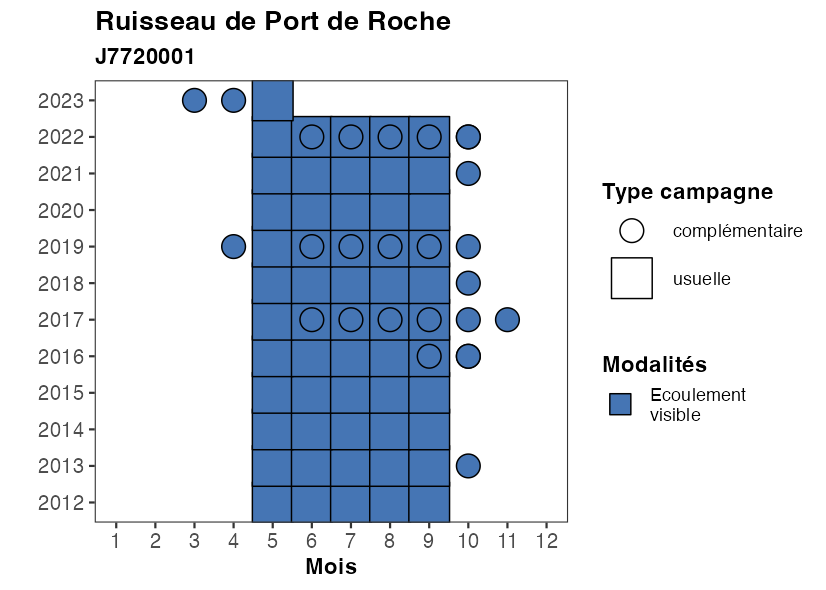 Ruisseau de Port de Roche
J7720001
2023
2022
2021
2020
2019
2018
2017
2016
2015
2014
2013
2012
1 2 3 4 5 6 7 8 9 10 11 12
Mois
Type campagne
complémentaire
usuelle
Modalités
Ecoulement
visible